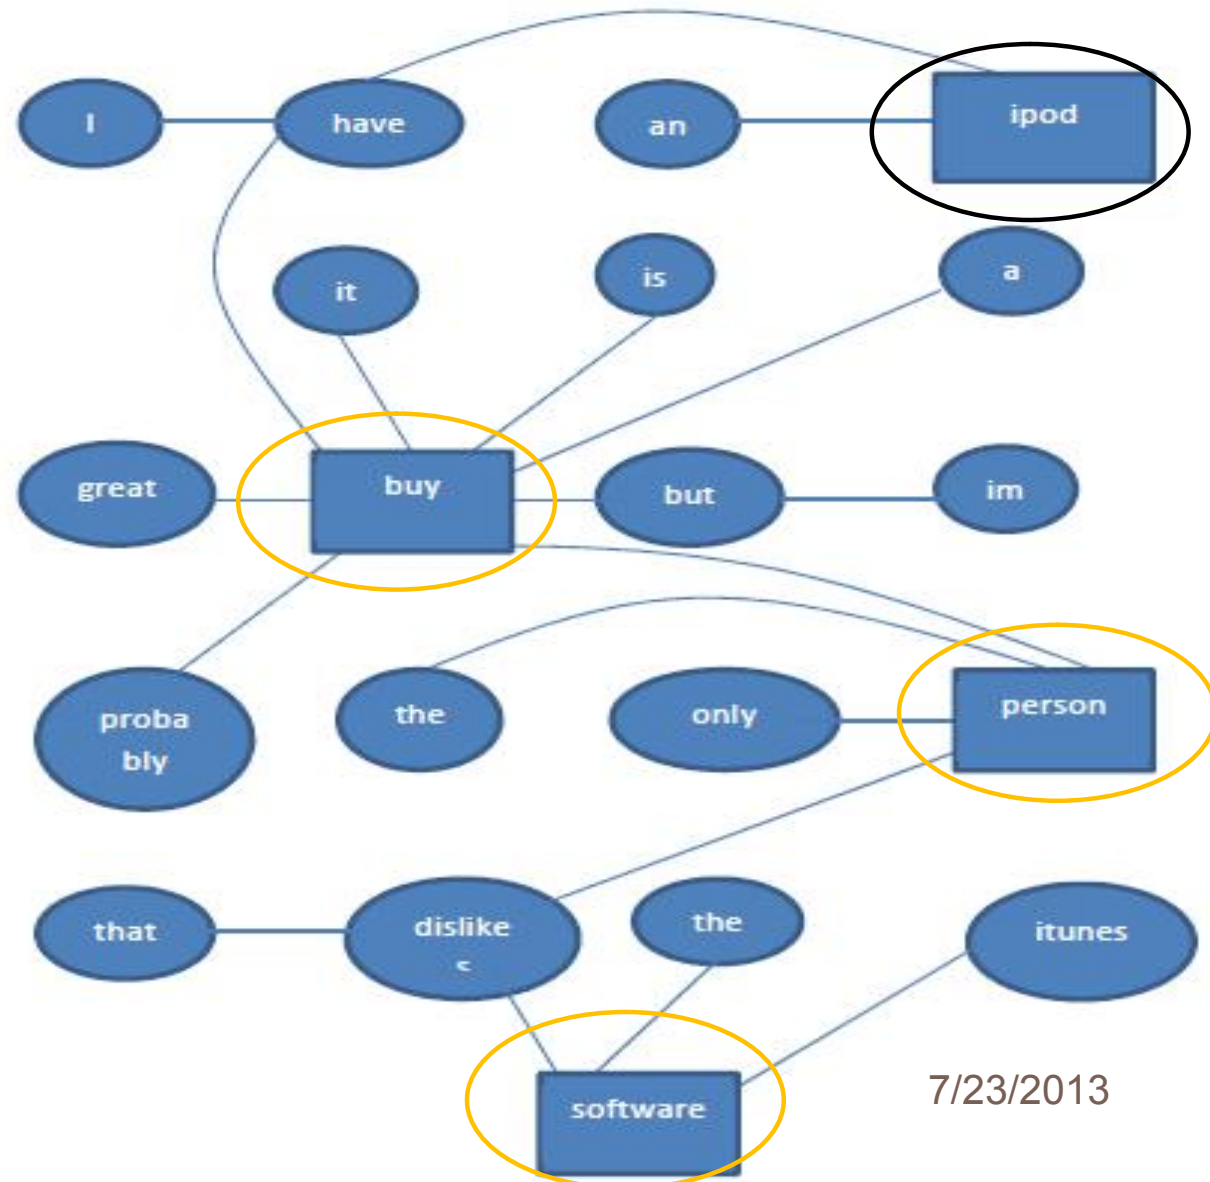 I
have
an
ipod
it
is
a
great
buy
but
im
proba
bly
the
only
person
that
dislike
the
itunes
software
7/23/2013